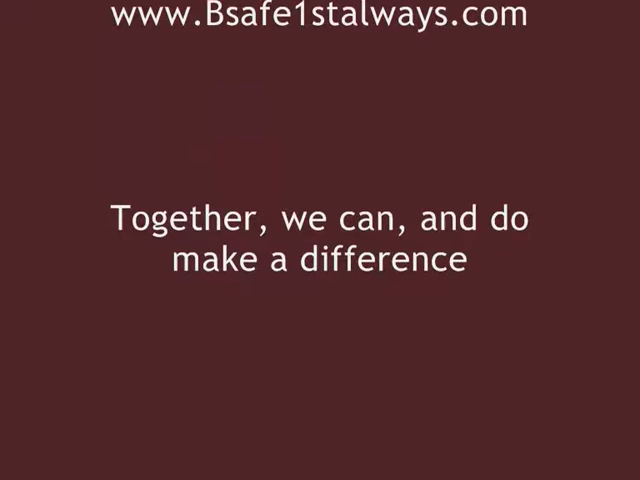 www.Bsafe1stalways.com
Together, we can, and do
make a difference